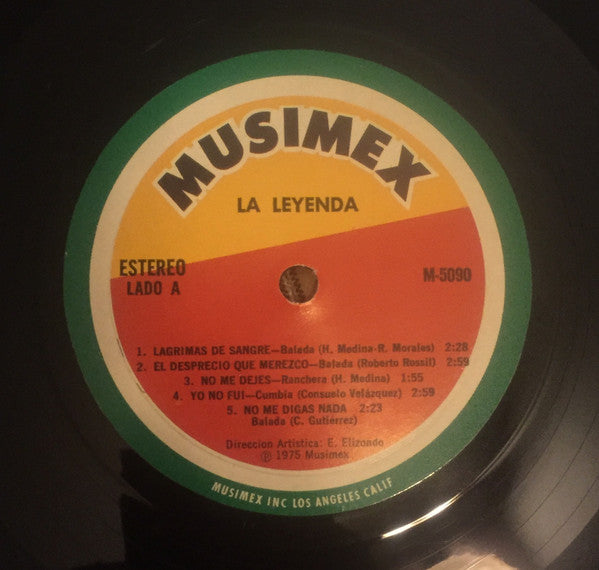 MUSIMEX
LA LEYENDA
ESTEREO
LADO A
M-5090
1. LAGRIMAS DE SANGRE—Balada (H. Medina-R. Morales) 2:28
2. EL DESPRECIO QUE MEREZCO—Balada (Roberto Rossil) 2:59
3. NO ME DEJES—Ranchera (H. Medina) 1:55
4. YO NO FUI—Cumbia (Consuelo Velázquez) 2:59
5. NO ME DIGAS NADA 2:23
Balada (C. Gutiérrez)
Direccion Artistica: E. Elizondo
℗ 1975 Musimex
MUSIMEX INC LOS ANGELES CALIF